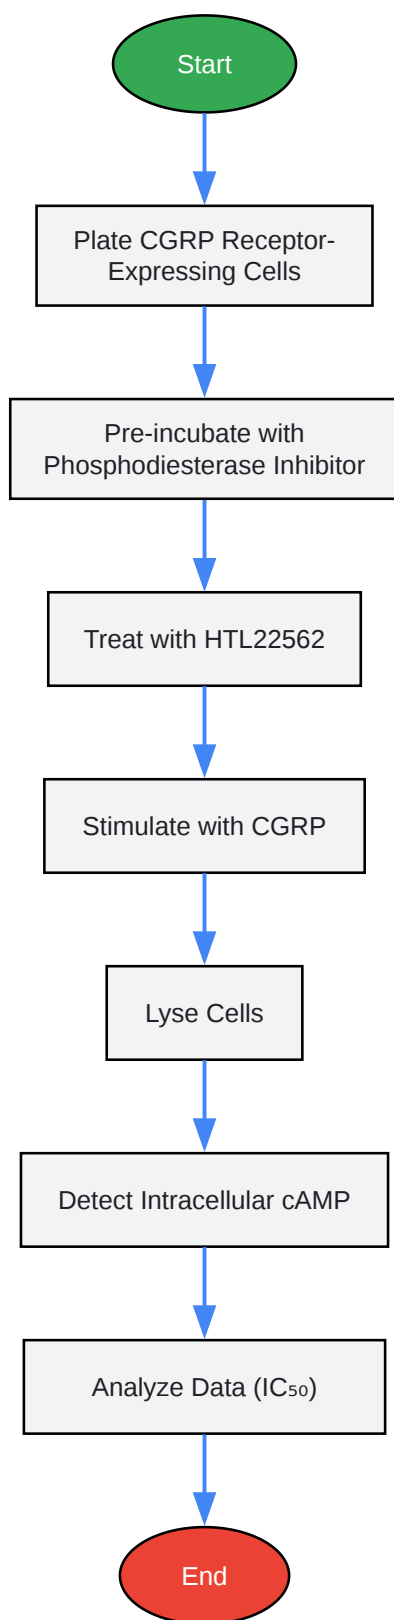 Start
Plate CGRP Receptor-
Expressing Cells
Pre-incubate with
Phosphodiesterase Inhibitor
Treat with HTL22562
Stimulate with CGRP
Lyse Cells
Detect Intracellular cAMP
Analyze Data (IC₅₀)
End